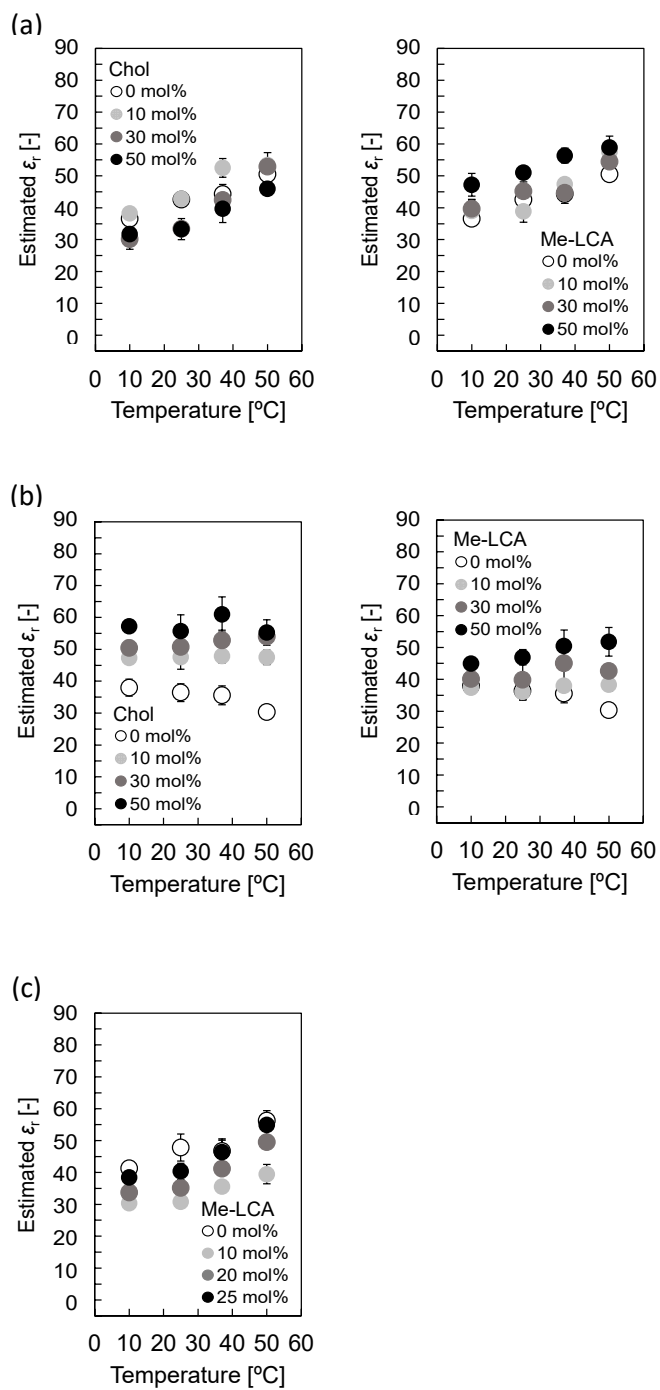 (a)
90
80
70
60
50
40
30
20
10
0
Estimated εr [-]
Chol
0 mol%
10 mol%
30 mol%
50 mol%
0 10 20 30 40 50 60
Temperature [ºC]
90
80
70
60
50
40
30
20
10
0
Estimated εr [-]
Me-LCA
0 mol%
10 mol%
30 mol%
50 mol%
0 10 20 30 40 50 60
Temperature [ºC]
(b)
90
80
70
60
50
40
30
20
10
0
Estimated εr [-]
Chol
0 mol%
10 mol%
30 mol%
50 mol%
0 10 20 30 40 50 60
Temperature [ºC]
90
80
70
60
50
40
30
20
10
0
Estimated εr [-]
Me-LCA
0 mol%
10 mol%
30 mol%
50 mol%
0 10 20 30 40 50 60
Temperature [ºC]
(c)
90
80
70
60
50
40
30
20
10
0
Estimated εr [-]
Me-LCA
0 mol%
10 mol%
20 mol%
25 mol%
0 10 20 30 40 50 60
Temperature [ºC]